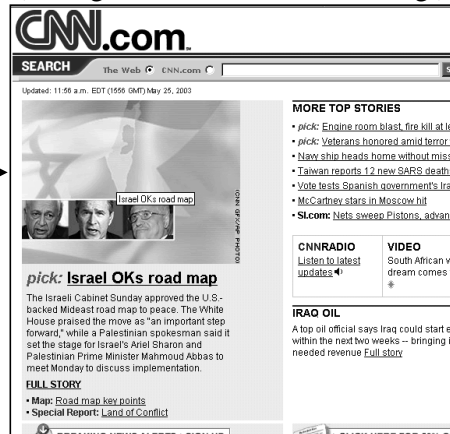 CNN.com
SEARCH The Web CNN.com
Updated: 11:56 a.m. EDT (1556 GMT) May 25, 2003
Israel OKs road map
(CNN GFX/AP PHOTO)
pick: Israel OKs road map
The Israeli Cabinet Sunday approved the U.S.-
backed Mideast road map to peace. The White
House praised the move as "an important step
forward," while a Palestinian spokesman said it
set the stage for Israel's Ariel Sharon and
Palestinian Prime Minister Mahmoud Abbas to
meet Monday to discuss implementation.
FULL STORY
• Map: Road map key points
• Special Report: Land of Conflict
MORE TOP STORIES
• pick: Engine room blast, fire kill at
• pick: Veterans honored amid terror
• Navy ship heads home without
• Taiwan reports 12 new SARS death
• Vote tests Spanish government's
• McCartney stars in Moscow hit
• SI.com: Nets sweep Pistons,
CNNRADIO
Listen to latest
updates
VIDEO
South African
dream comes
IRAQ OIL
A top oil official says Iraq could start
within the next two weeks -- bringing
needed revenue Full story